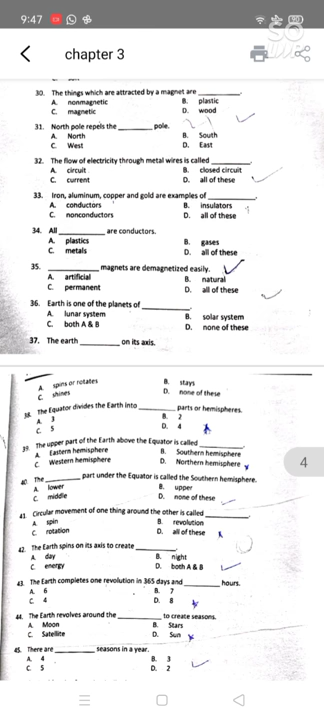 9:47
90
chapter 3
30. The things which are attracted by a magnet are
A. nonmagnetic B. plastic
C. magnetic D. wood
31. North pole repels the pole.
A. North B. South
C. West D. East
32. The flow of electricity through metal wires is called
A. circuit B. closed circuit
C. current D. all of these
33. Iron, aluminum, copper and gold are examples of
A. conductors B. insulators
C. nonconductors D. all of these
34. All are conductors.
A. plastics B. gases
C. metals D. all of these
35. magnets are demagnetized easily.
A. artificial B. natural
C. permanent D. all of these
36. Earth is one of the planets of
A. lunar system B. solar system
C. both A & B D. none of these
37. The earth on its axis.
A. spins or rotates B. stays
C. shines D. none of these
38. The Equator divides the Earth into parts or hemispheres.
A. 3 B. 2
C. 5 D. 4
39. The upper part of the Earth above the Equator is called
A. Eastern hemisphere B. Southern hemisphere
C. Western hemisphere D. Northern hemisphere
40. The part under the Equator is called the Southern hemisphere.
A. lower B. upper
C. middle D. none of these
4
41. Circular movement of one thing around the other is called
A. spin B. revolution
C. rotation D. all of these
42. The Earth spins on its axis to create
A. day B. night
C. energy D. both A & B
43. The Earth completes one revolution in 365 days and hours.
A. 6 B. 7
C. 4 D. 8
44. The Earth revolves around the to create seasons.
A. Moon B. Stars
C. Satellite D. Sun
45. There are seasons in a year.
A. 4 B. 3
C. 5 D. 2